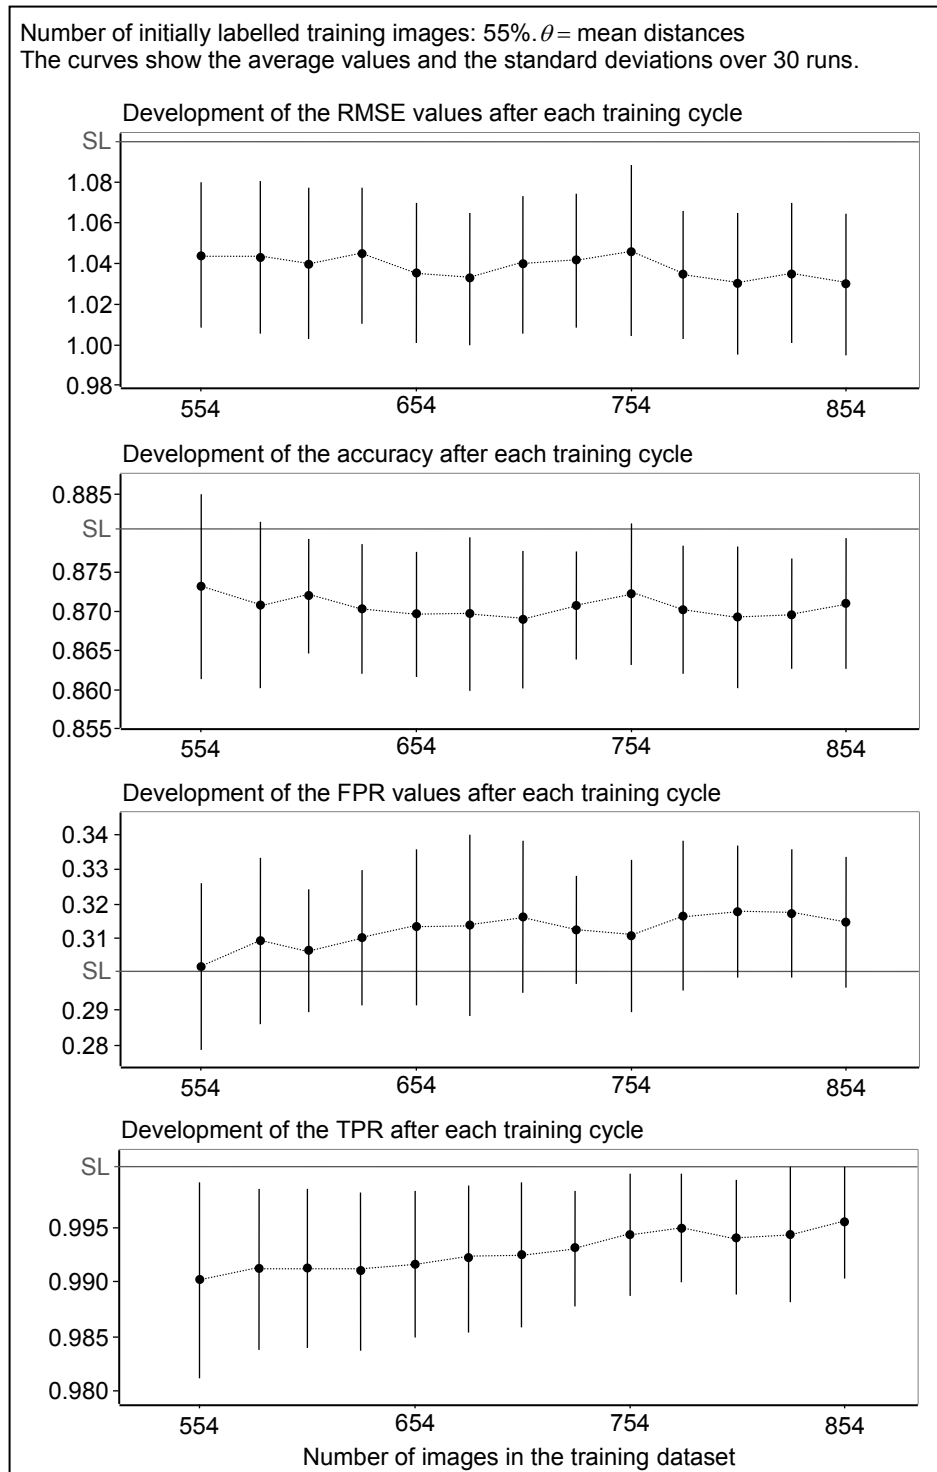 Number of initially labelled training images: 55%. θ = mean distances
The curves show the average values and the standard deviations over 30 runs.
Development of the RMSE values after each training cycle
SL
1.08
1.06
1.04
1.02
1.00
0.98
554 654 754 854
Development of the accuracy after each training cycle
0.885
SL
0.875
0.870
0.865
0.860
0.855
554 654 754 854
Development of the FPR values after each training cycle
0.34
0.33
0.32
0.31
SL
0.29
0.28
554 654 754 854
Development of the TPR after each training cycle
SL
0.995
0.990
0.985
0.980
554 654 754 854
Number of images in the training dataset